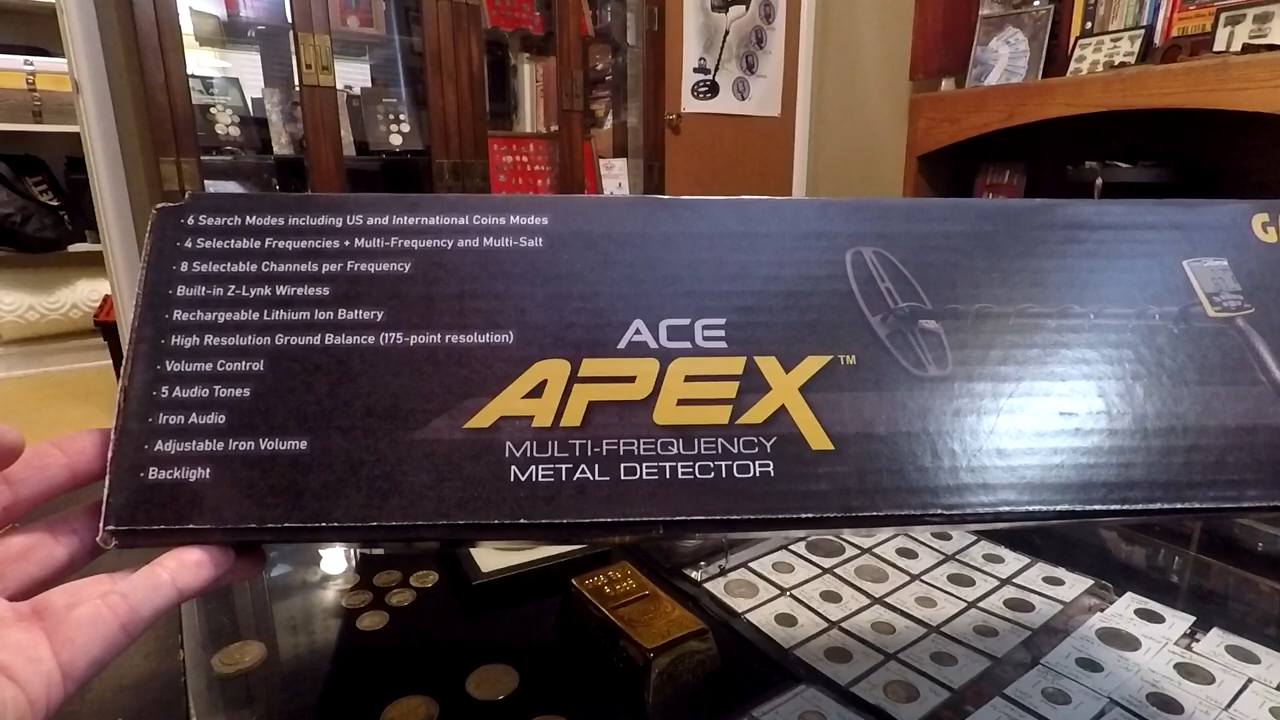 · 6 Search Modes including US and International Coins Modes
· 4 Selectable Frequencies + Multi-Frequency and Multi-Salt
· 8 Selectable Channels per Frequency
· Built-in Z-Lynk Wireless
· Rechargeable Lithium Ion Battery
· High Resolution Ground Balance (175-point resolution)
· Volume Control
· 5 Audio Tones
· Iron Audio
· Adjustable Iron Volume
· Backlight
ACE
APEX™
MULTI-FREQUENCY
METAL DETECTOR
G